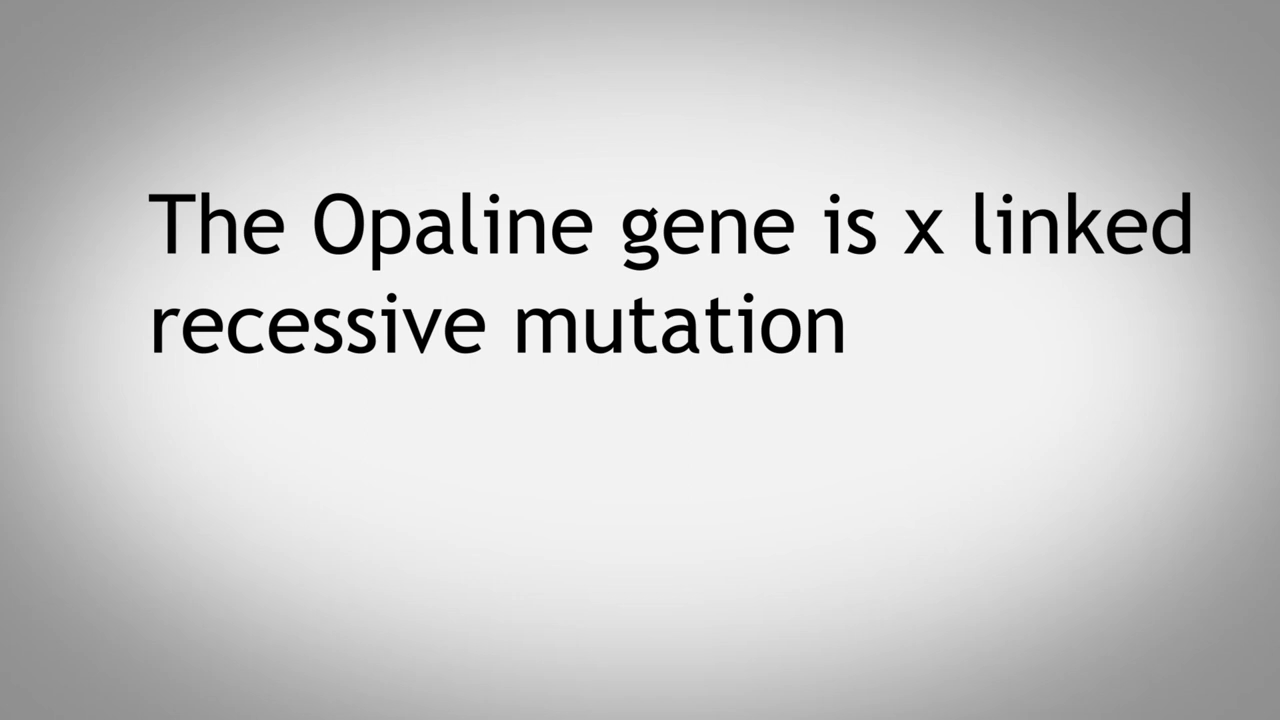 The Opaline gene is x linked
recessive mutation